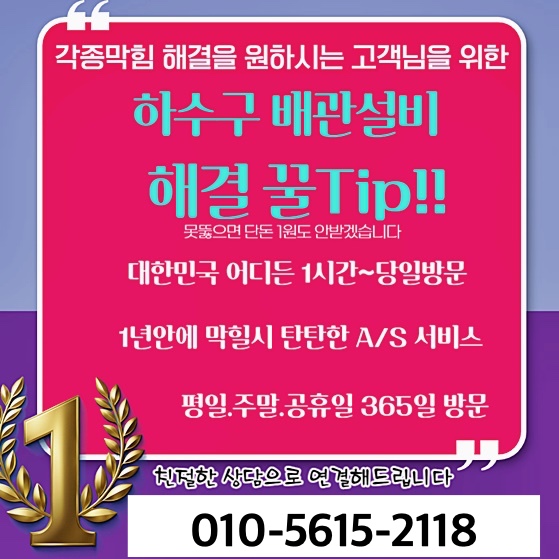 각종막힘 해결을 원하시는 고객님을 위한
하수구 배관설비
해결 꿀Tip!!
못뚫으면 단돈 1원도 안받겠습니다
대한민국 어디든 1시간~당일방문
1년안에 막힐시 탄탄한 A/S 서비스
평일.주말.공휴일 365일 방문
1
친절한 상담으로 연결해드립니다
010-5615-2118